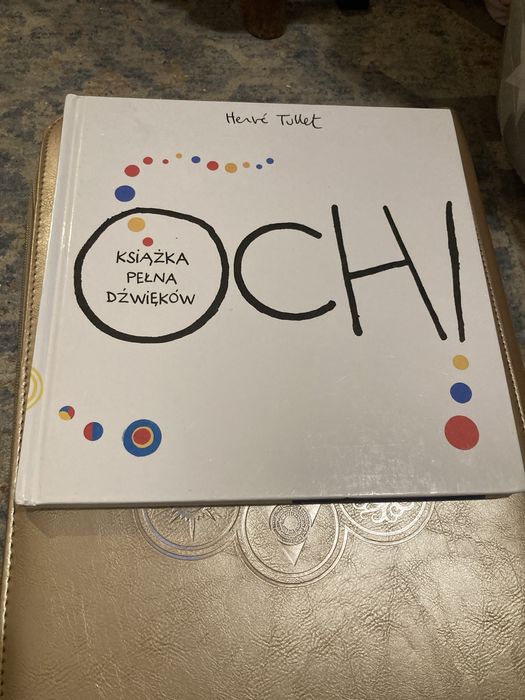 Hervé Tullet
OCH!
KSIĄŻKA
PEŁNA
DŹWIĘKÓW